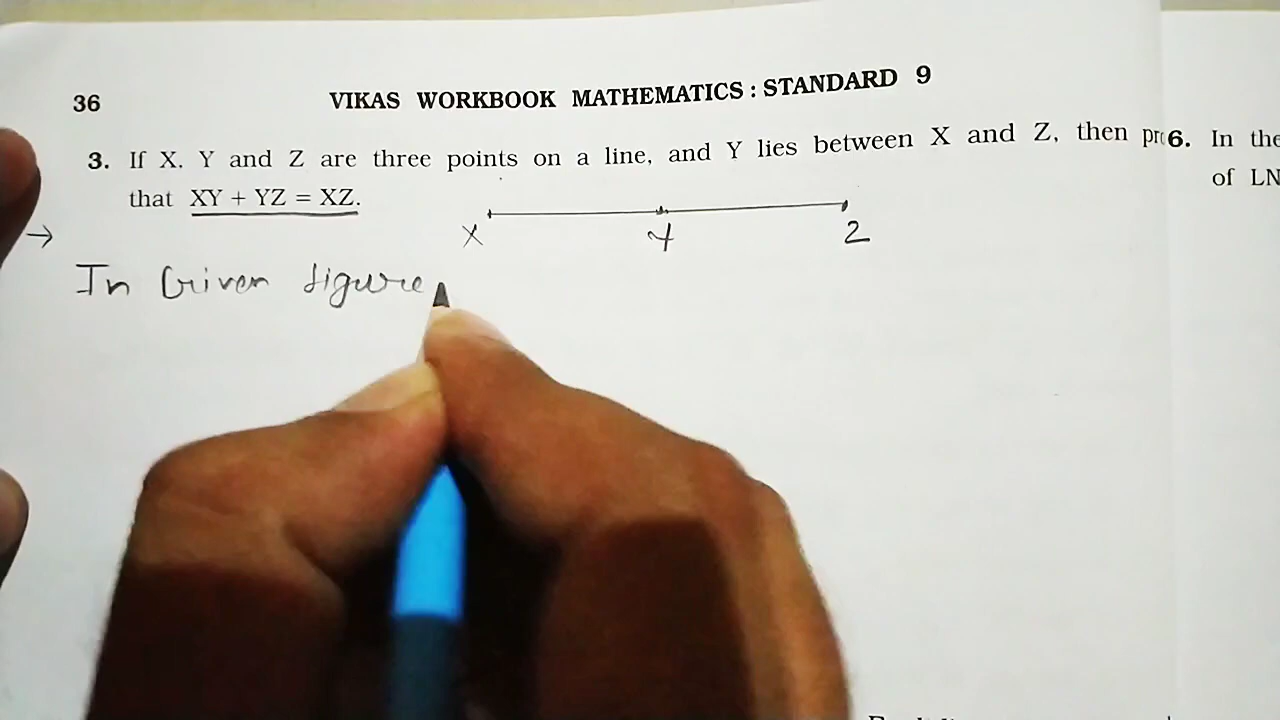 36
VIKAS WORKBOOK MATHEMATICS : STANDARD 9
3. If X. Y and Z are three points on a line, and Y lies between X and Z, then
that XY + YZ = XZ.
X Y Z
In Given figure
6. In the
of LN